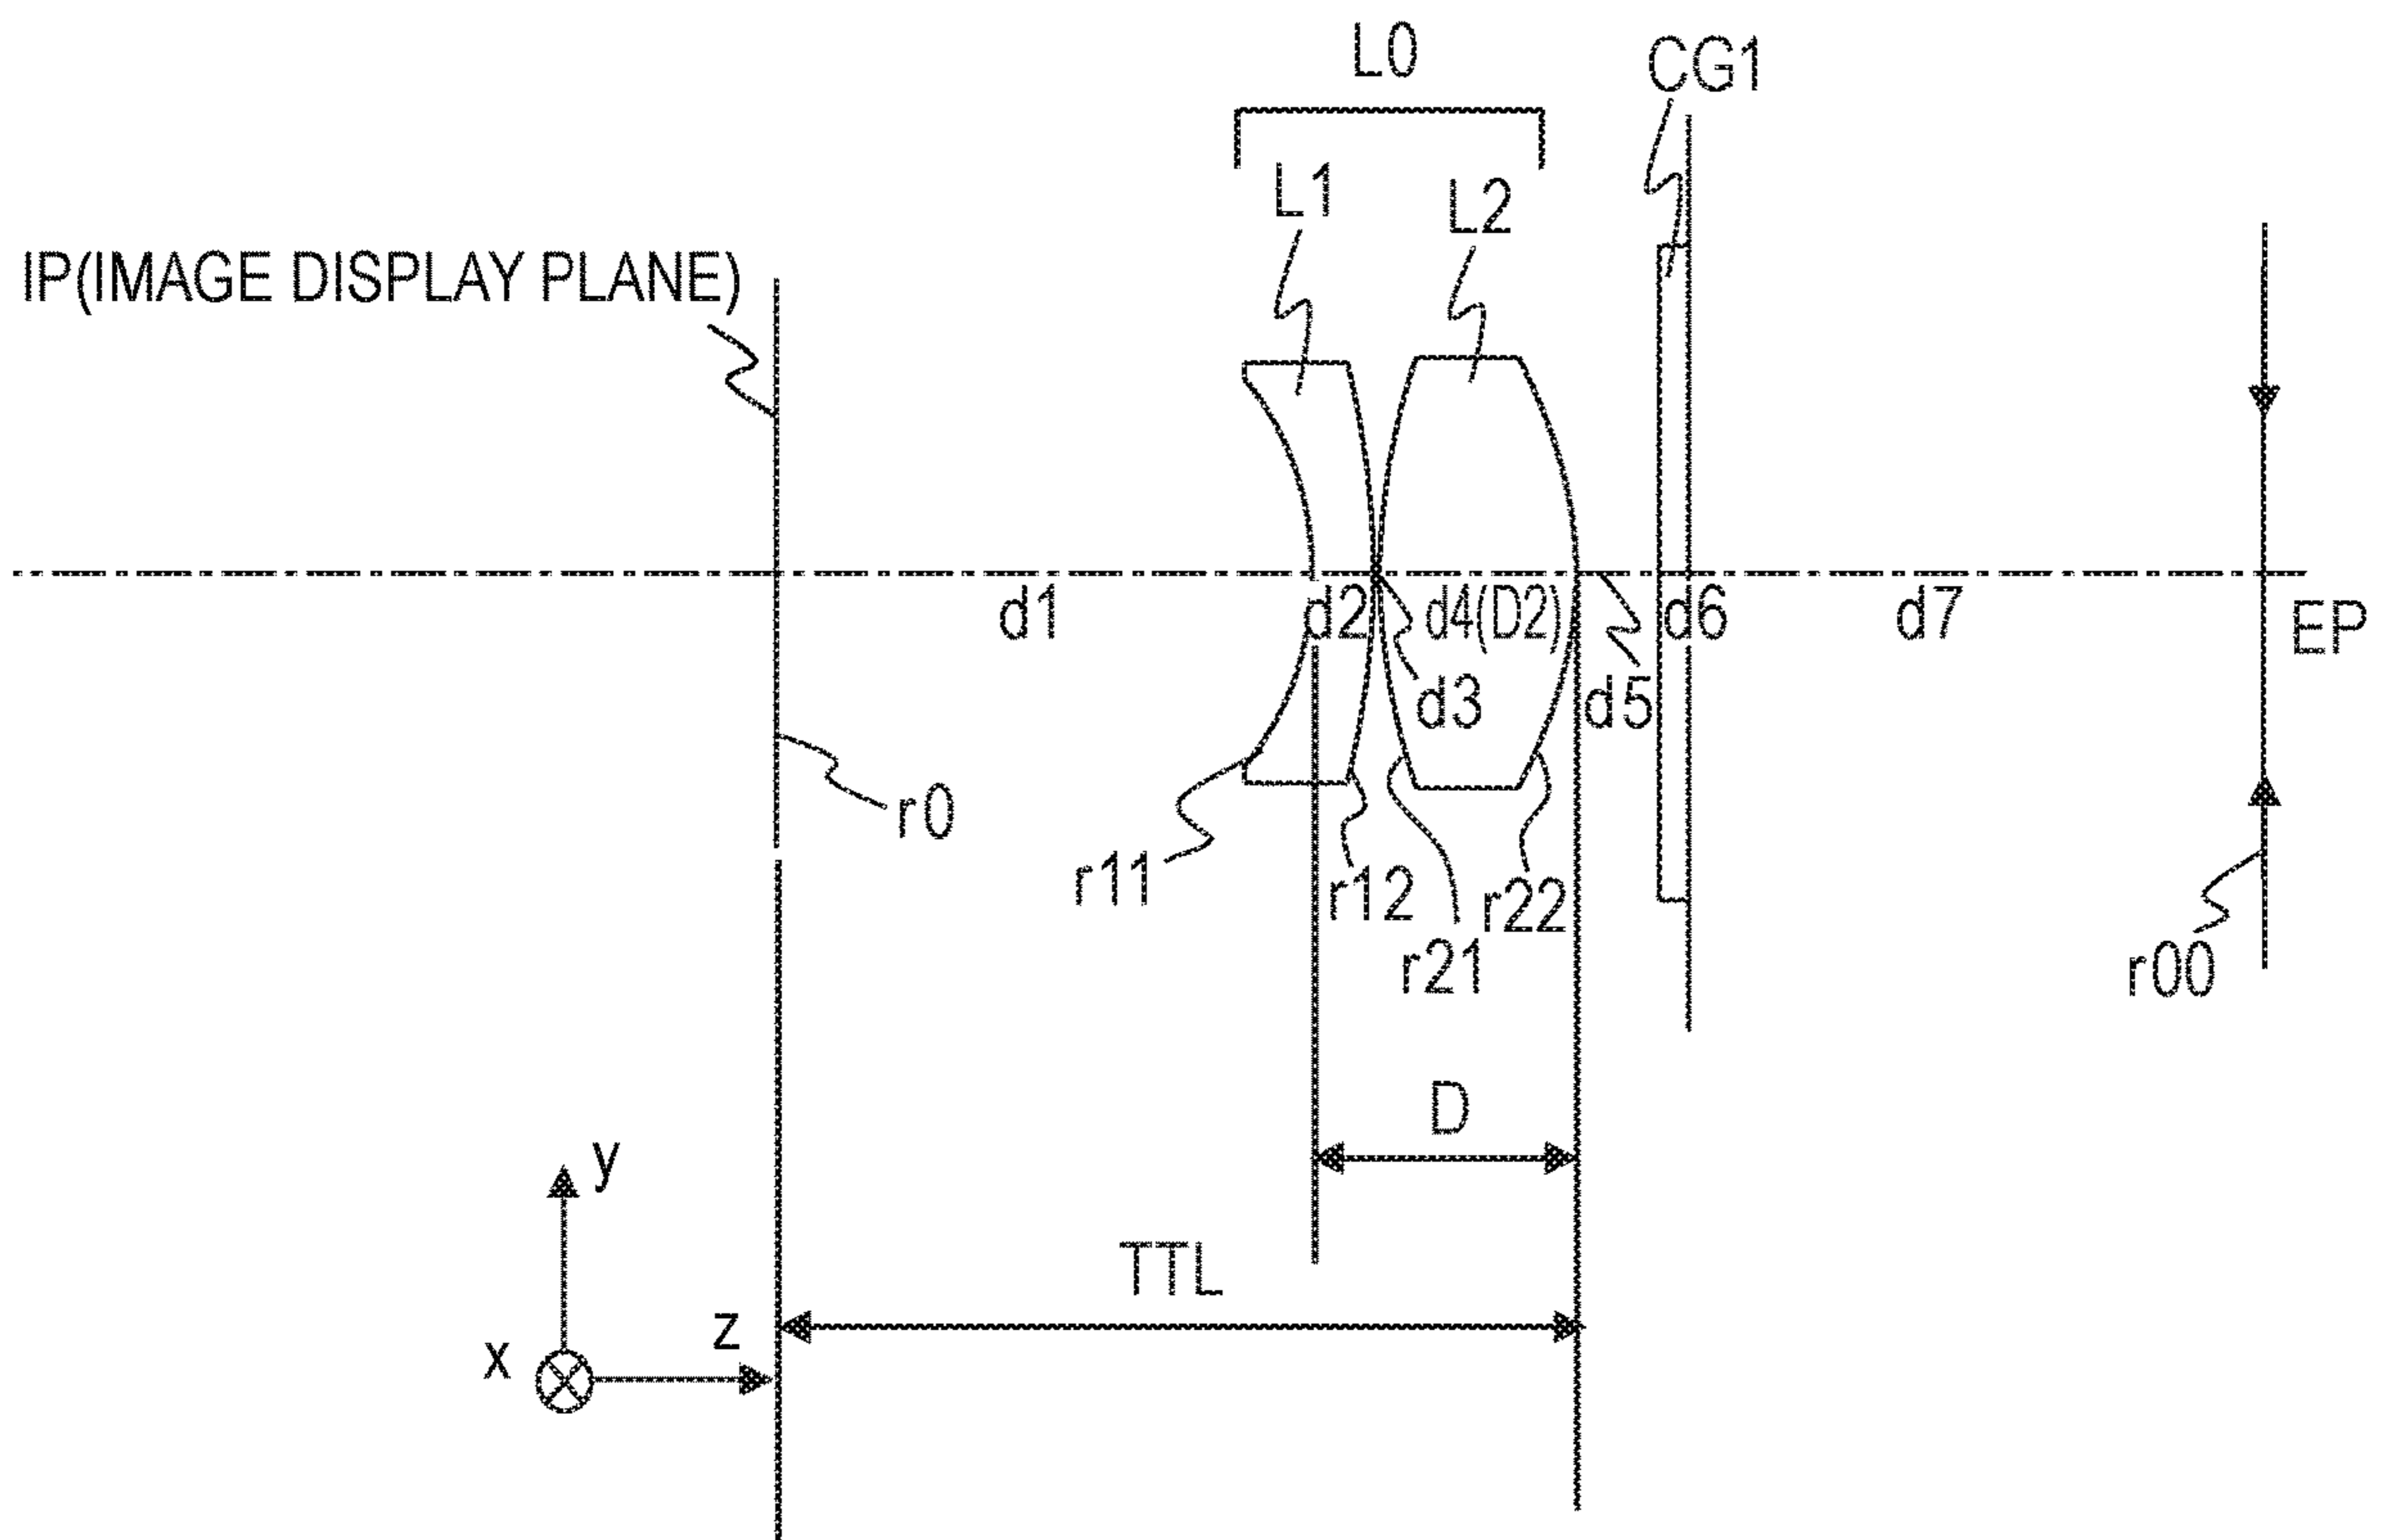 L0
CG1
L1
L2
IP(IMAGE DISPLAY PLANE)
d1
d2
d4(D2)
d6
d7
EP
d3
d5
r0
r11
r12
r22
r21
r00
D
y
TTL
z
x